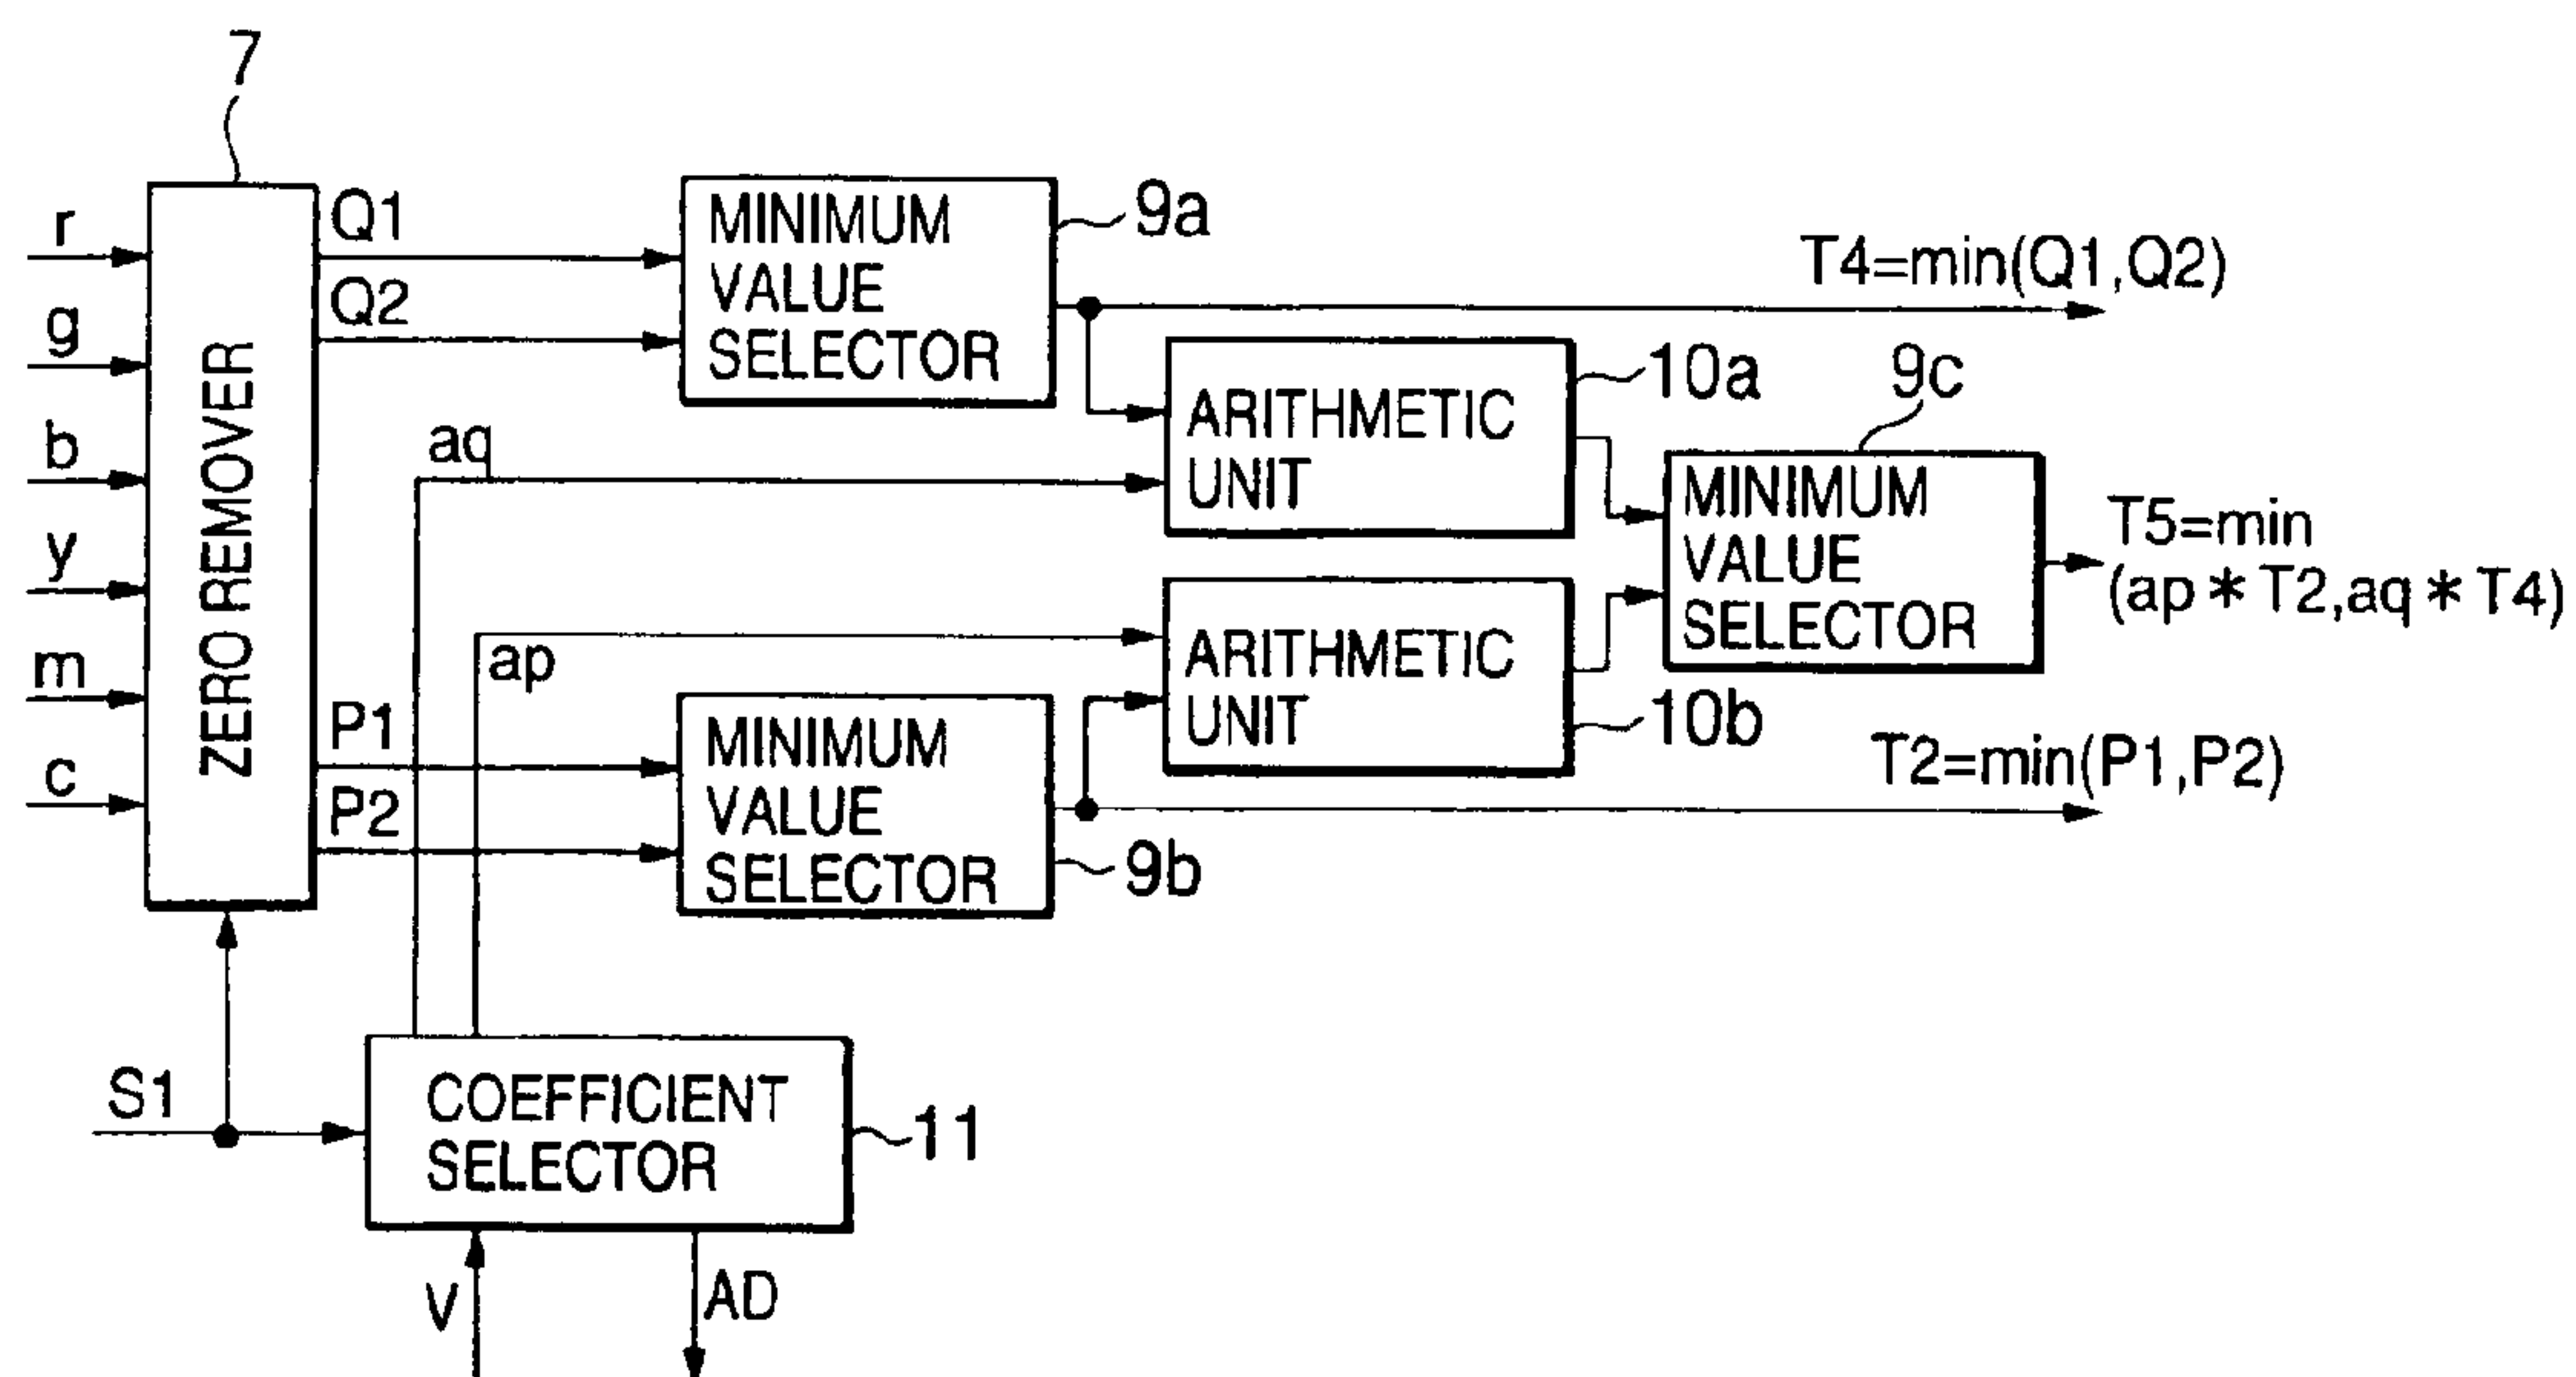 7
r
g
b
y
m
c
ZERO REMOVER
Q1
Q2
MINIMUM
VALUE
SELECTOR
9a
T4=min(Q1,Q2)
aq
ARITHMETIC
UNIT
10a
9c
MINIMUM
VALUE
SELECTOR
T5=min
(ap * T2,aq * T4)
ap
ARITHMETIC
UNIT
10b
P1
P2
MINIMUM
VALUE
SELECTOR
9b
T2=min(P1,P2)
S1
COEFFICIENT
SELECTOR
11
V
AD